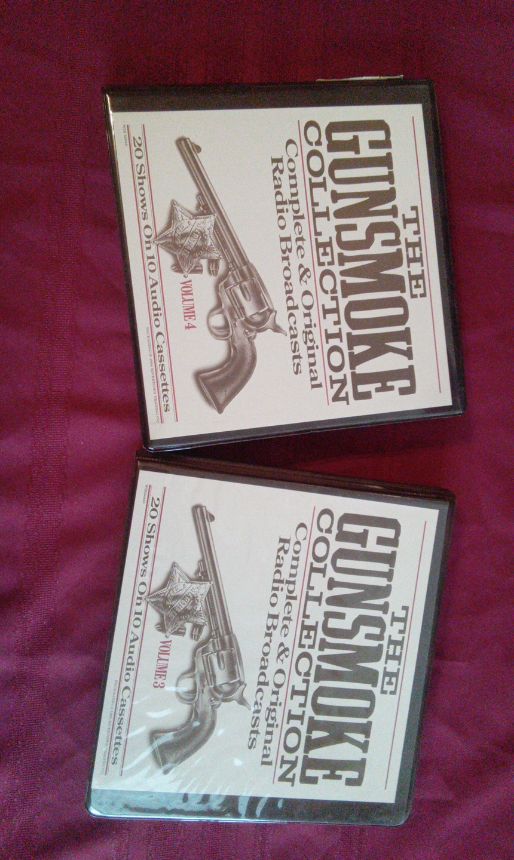 THE
GUNSMOKE
COLLECTION
Complete & Original
Radio Broadcasts
VOLUME 4
20 Shows On 10 Audio Cassettes
THE
GUNSMOKE
COLLECTION
Complete & Original
Radio Broadcasts
VOLUME 3
20 Shows On 10 Audio Cassettes